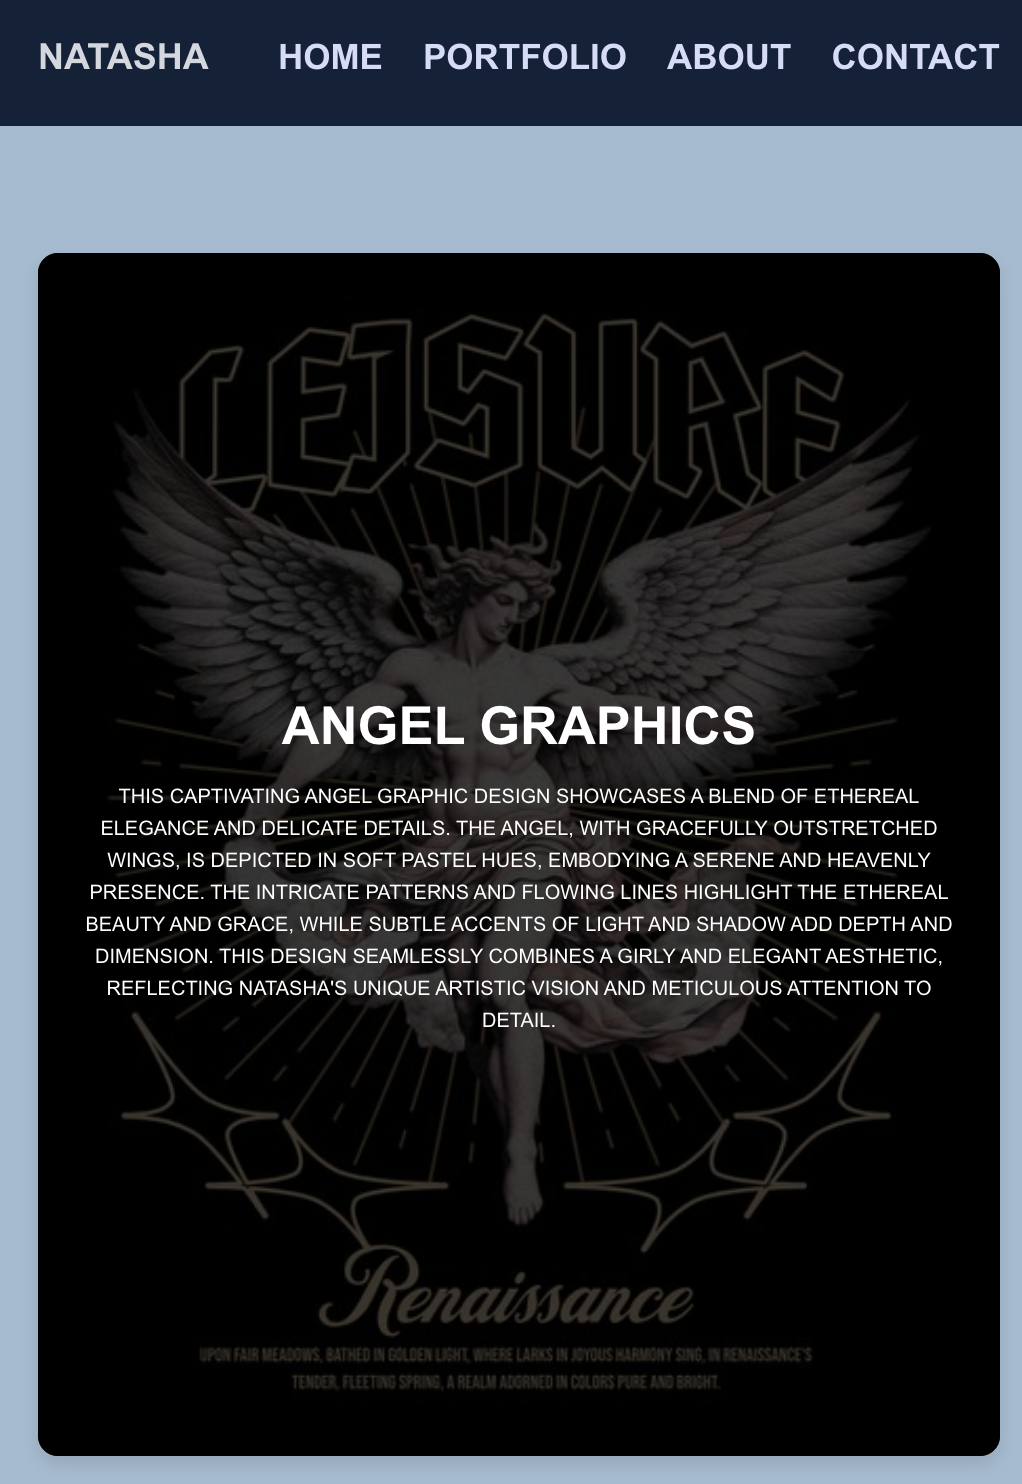 NATASHA HOME PORTFOLIO ABOUT CONTACT
LEISURE
ANGEL GRAPHICS
THIS CAPTIVATING ANGEL GRAPHIC DESIGN SHOWCASES A BLEND OF ETHEREAL
ELEGANCE AND DELICATE DETAILS. THE ANGEL, WITH GRACEFULLY OUTSTRETCHED
WINGS, IS DEPICTED IN SOFT PASTEL HUES, EMBODYING A SERENE AND HEAVENLY
PRESENCE. THE INTRICATE PATTERNS AND FLOWING LINES HIGHLIGHT THE ETHEREAL
BEAUTY AND GRACE, WHILE SUBTLE ACCENTS OF LIGHT AND SHADOW ADD DEPTH AND
DIMENSION. THIS DESIGN SEAMLESSLY COMBINES A GIRLY AND ELEGANT AESTHETIC,
REFLECTING NATASHA'S UNIQUE ARTISTIC VISION AND METICULOUS ATTENTION TO
DETAIL.
Renaissance
UPON FAIR MEADOWS, BATHED IN GOLDEN LIGHT, WHERE LARKS IN JOYOUS HARMONY SING, IN RENAISSANCE'S
TENDER, FLEETING SPRING, A REALM ADORNED IN COLORS PURE AND BRIGHT.